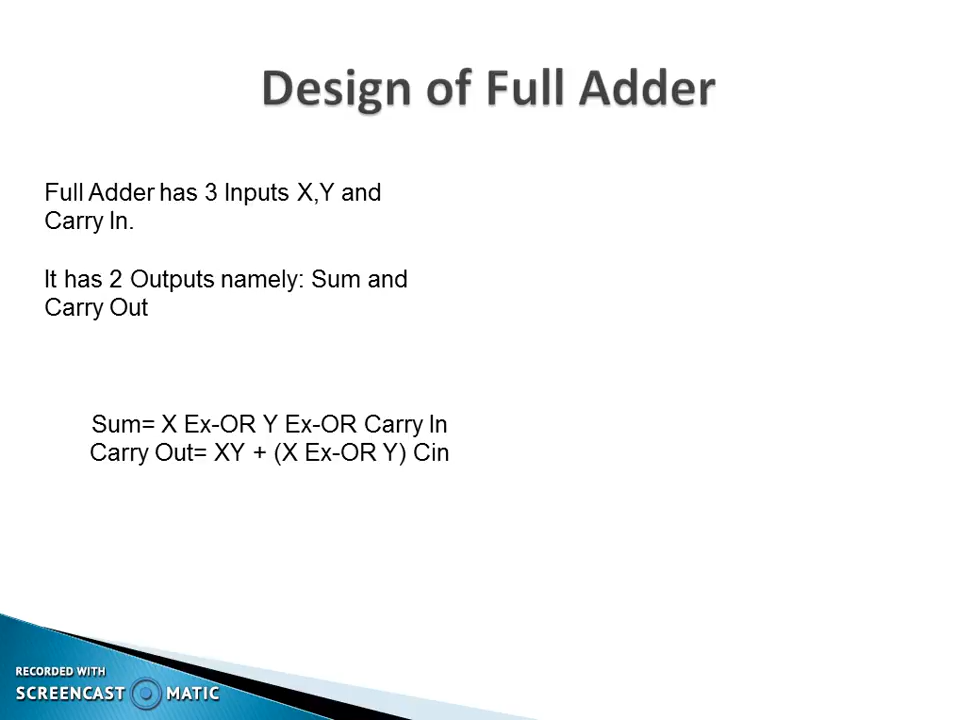 Design of Full Adder
Full Adder has 3 Inputs X,Y and
Carry In.
It has 2 Outputs namely: Sum and
Carry Out
Sum= X Ex-OR Y Ex-OR Carry In
Carry Out= XY + (X Ex-OR Y) Cin
RECORDED WITH
SCREENCAST MATIC